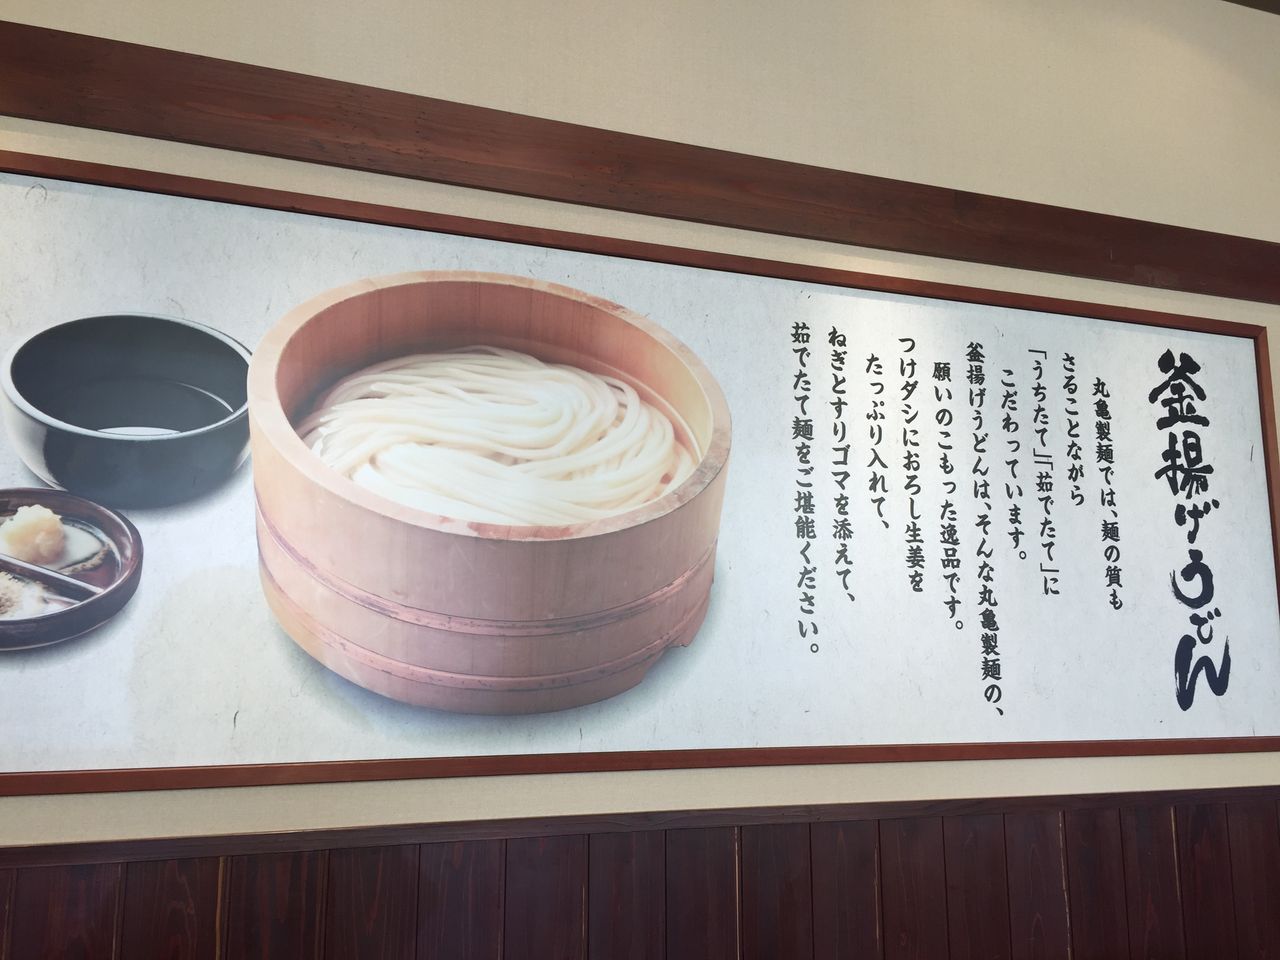 釜揚げうどん
丸亀製麺では、麺の質も
さることながら
「うちたて」「茹でたて」に
こだわっています。
釜揚げうどんは、そんな丸亀製麺の、
願いのこもった逸品です。
つけダシにおろし生姜を
たっぷり入れて、
ねぎとすりゴマを添えて、
茹でたて麺をご堪能ください。